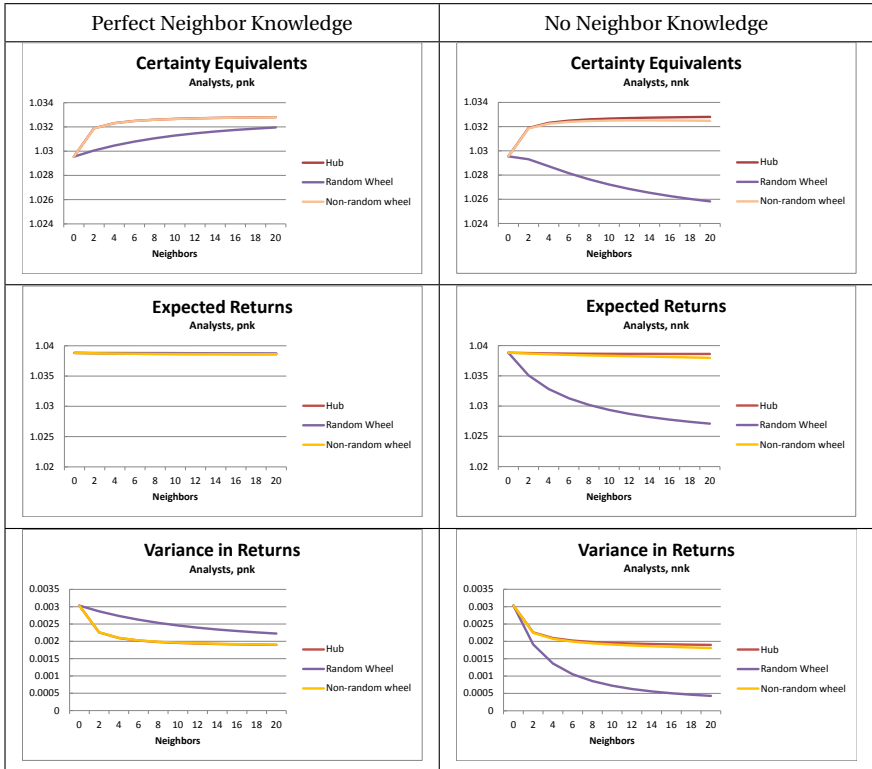 Perfect Neighbor Knowledge
No Neighbor Knowledge
Certainty Equivalents
Analysts, pnk
1.034
1.032
1.03
1.028
1.026
1.024
0 2 4 6 8 10 12 14 16 18 20
Neighbors
Hub
Random Wheel
Non-random wheel
Certainty Equivalents
Analysts, nnk
1.034
1.032
1.03
1.028
1.026
1.024
0 2 4 6 8 10 12 14 16 18 20
Neighbors
Hub
Random Wheel
Non-random wheel
Expected Returns
Analysts, pnk
1.04
1.035
1.03
1.025
1.02
0 2 4 6 8 10 12 14 16 18 20
Neighbors
Hub
Random Wheel
Non-random wheel
Expected Returns
Analysts, nnk
1.04
1.035
1.03
1.025
1.02
0 2 4 6 8 10 12 14 16 18 20
Neighbors
Hub
Random Wheel
Non-random wheel
Variance in Returns
Analysts, pnk
0.0035
0.003
0.0025
0.002
0.0015
0.001
0.0005
0
0 2 4 6 8 10 12 14 16 18 20
Neighbors
Hub
Random Wheel
Non-random wheel
Variance in Returns
Analysts, nnk
0.0035
0.003
0.0025
0.002
0.0015
0.001
0.0005
0
0 2 4 6 8 10 12 14 16 18 20
Neighbors
Hub
Random Wheel
Non-random wheel